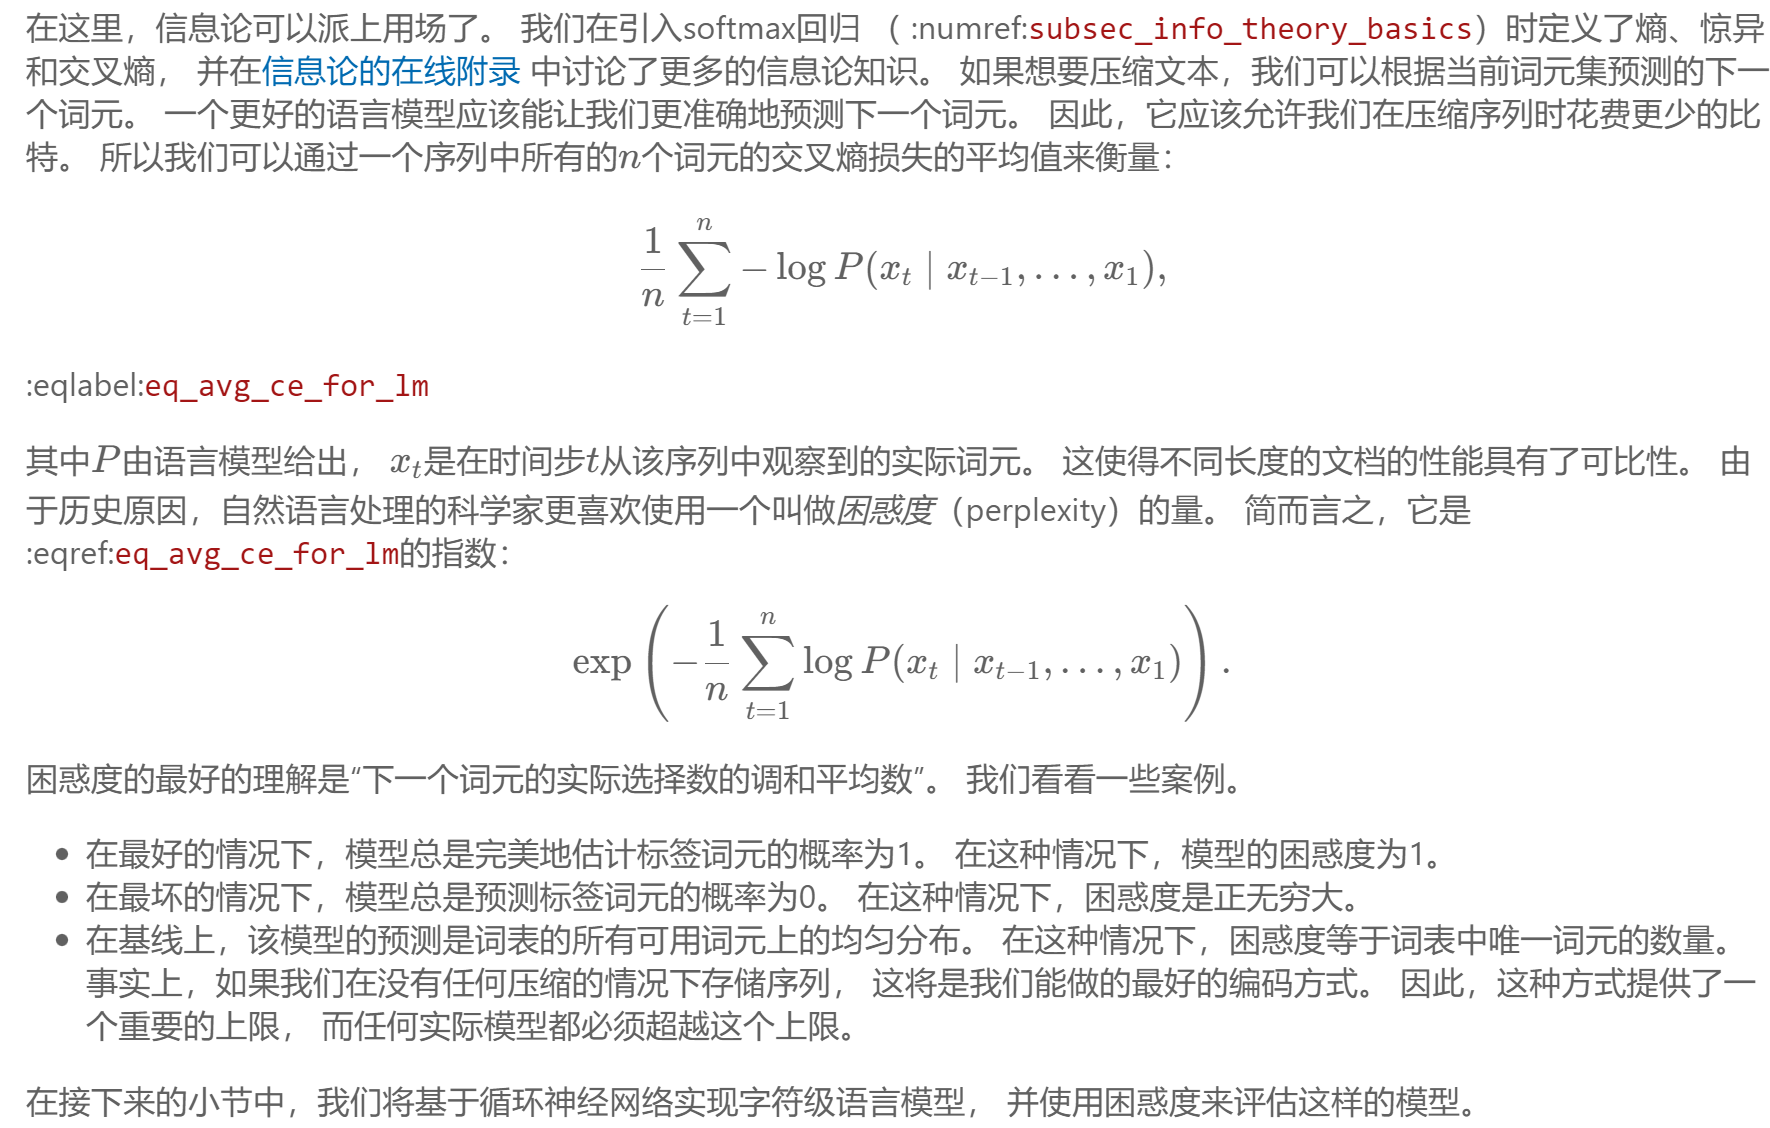 在这里，信息论可以派上用场了。 我们在引入softmax回归 （ :numref:subsec_info_theory_basics）时定义了熵、惊异
和交叉熵， 并在信息论的在线附录 中讨论了更多的信息论知识。 如果想要压缩文本，我们可以根据当前词元集预测的下一
个词元。 一个更好的语言模型应该能让我们更准确地预测下一个词元。 因此，它应该允许我们在压缩序列时花费更少的比
特。 所以我们可以通过一个序列中所有的n个词元的交叉熵损失的平均值来衡量：
\frac{1}{n} \sum_{t=1}^{n} -\log P(x_t \mid x_{t-1}, \ldots, x_1),
:eqlabel:eq_avg_ce_for_lm
其中P由语言模型给出， x_t是在时间步t从该序列中观察到的实际词元。 这使得不同长度的文档的性能具有了可比性。 由
于历史原因，自然语言处理的科学家更喜欢使用一个叫做困惑度（perplexity）的量。 简而言之，它是
:eqref:eq_avg_ce_for_lm的指数：
\exp\left(-\frac{1}{n} \sum_{t=1}^{n} \log P(x_t \mid x_{t-1}, \ldots, x_1)\right).
困惑度的最好的理解是“下一个词元的实际选择数的调和平均数”。 我们看看一些案例。
• 在最好的情况下，模型总是完美地估计标签词元的概率为1。 在这种情况下，模型的困惑度为1。
• 在最坏的情况下，模型总是预测标签词元的概率为0。 在这种情况下，困惑度是正无穷大。
• 在基线上，该模型的预测是词表的所有可用词元上的均匀分布。 在这种情况下，困惑度等于词表中唯一词元的数量。
事实上，如果我们在没有任何压缩的情况下存储序列， 这将是我们能做的最好的编码方式。 因此，这种方式提供了一
个重要的上限， 而任何实际模型都必须超越这个上限。
在接下来的小节中，我们将基于循环神经网络实现字符级语言模型， 并使用困惑度来评估这样的模型。